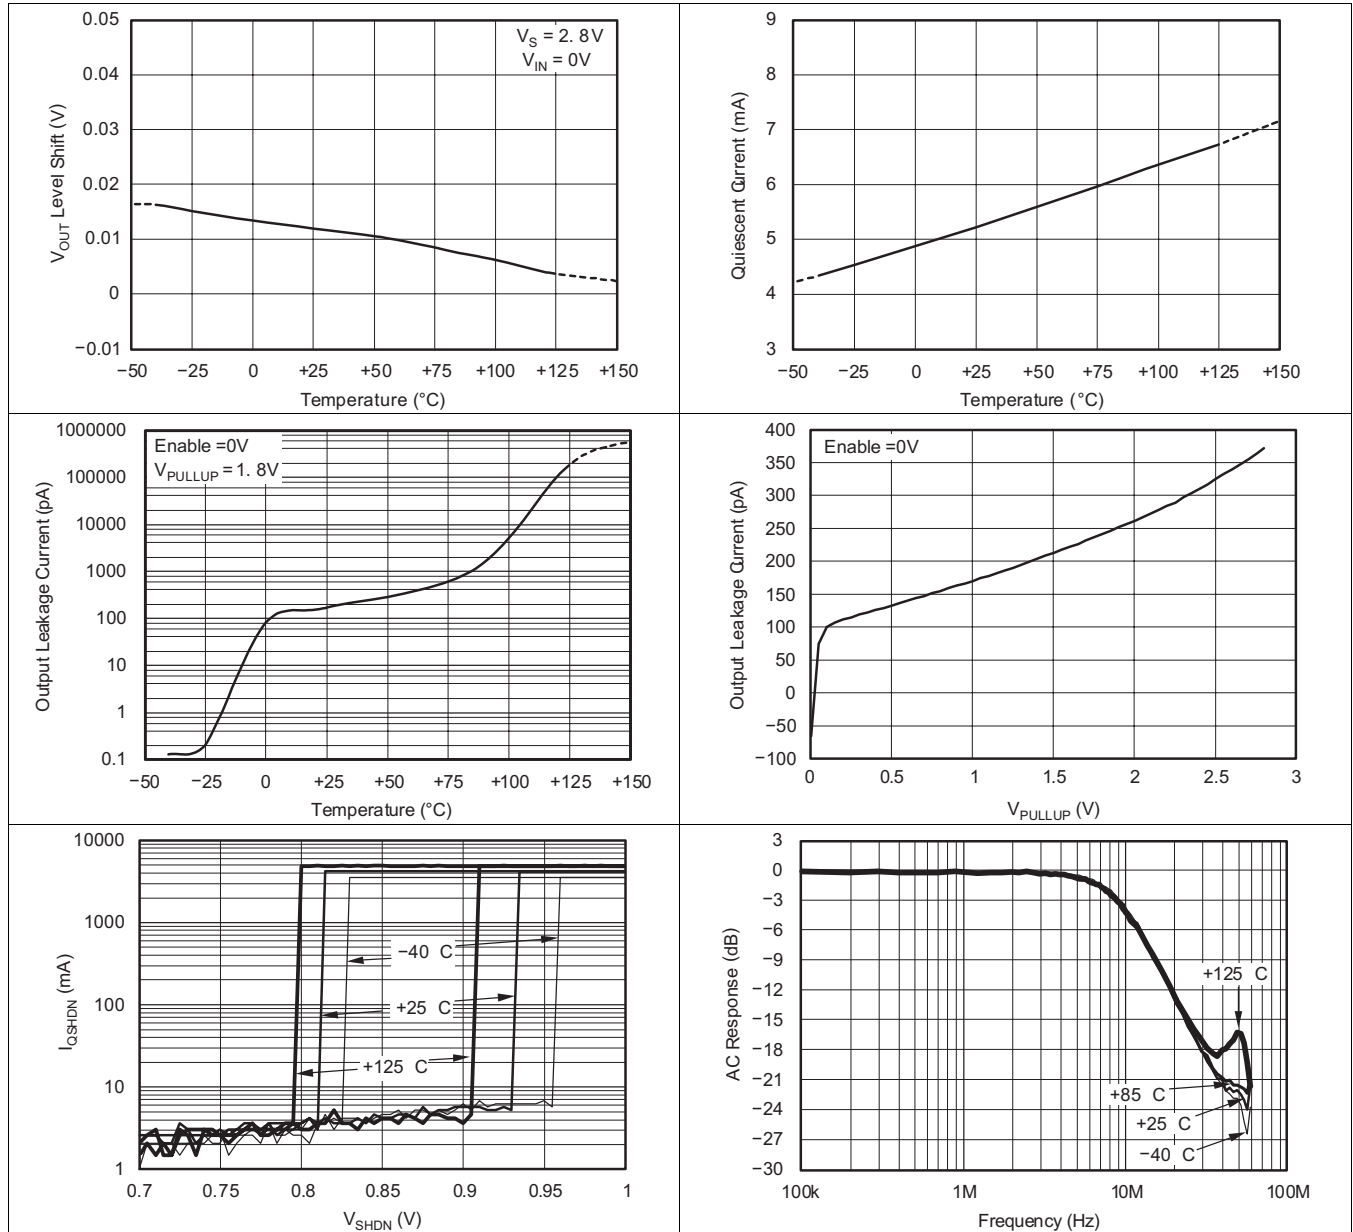 0.05
0.04
0.03
0.02
0.01
0
−0.01
VOUT Level Shift (V)
VS = 2. 8V
VIN = 0V
−50 −25 0 +25 +50 +75 +100 +125 +150
Temperature (°C)
9
8
7
6
5
4
3
Quiescent Current (mA)
−50 −25 0 +25 +50 +75 +100 +125 +150
Temperature (°C)
1000000
100000
10000
1000
100
10
1
0.1
Output Leakage Current (pA)
Enable =0V
VPULLUP = 1. 8V
−50 −25 0 +25 +50 +75 +100 +125 +150
Temperature (°C)
400
350
300
250
200
150
100
50
0
−50
−100
Output Leakage Current (pA)
Enable =0V
0 0.5 1 1.5 2 2.5 3
VPULLUP (V)
10000
1000
100
10
1
IQSHDN (mA)
−40 C
+25 C
+125 C
0.7 0.75 0.8 0.85 0.9 0.95 1
VSHDN (V)
3
0
−3
−6
−9
−12
−15
−18
−21
−24
−27
−30
AC Response (dB)
+125 C
+85 C
+25 C
−40 C
100k 1M 10M 100M
Frequency (Hz)